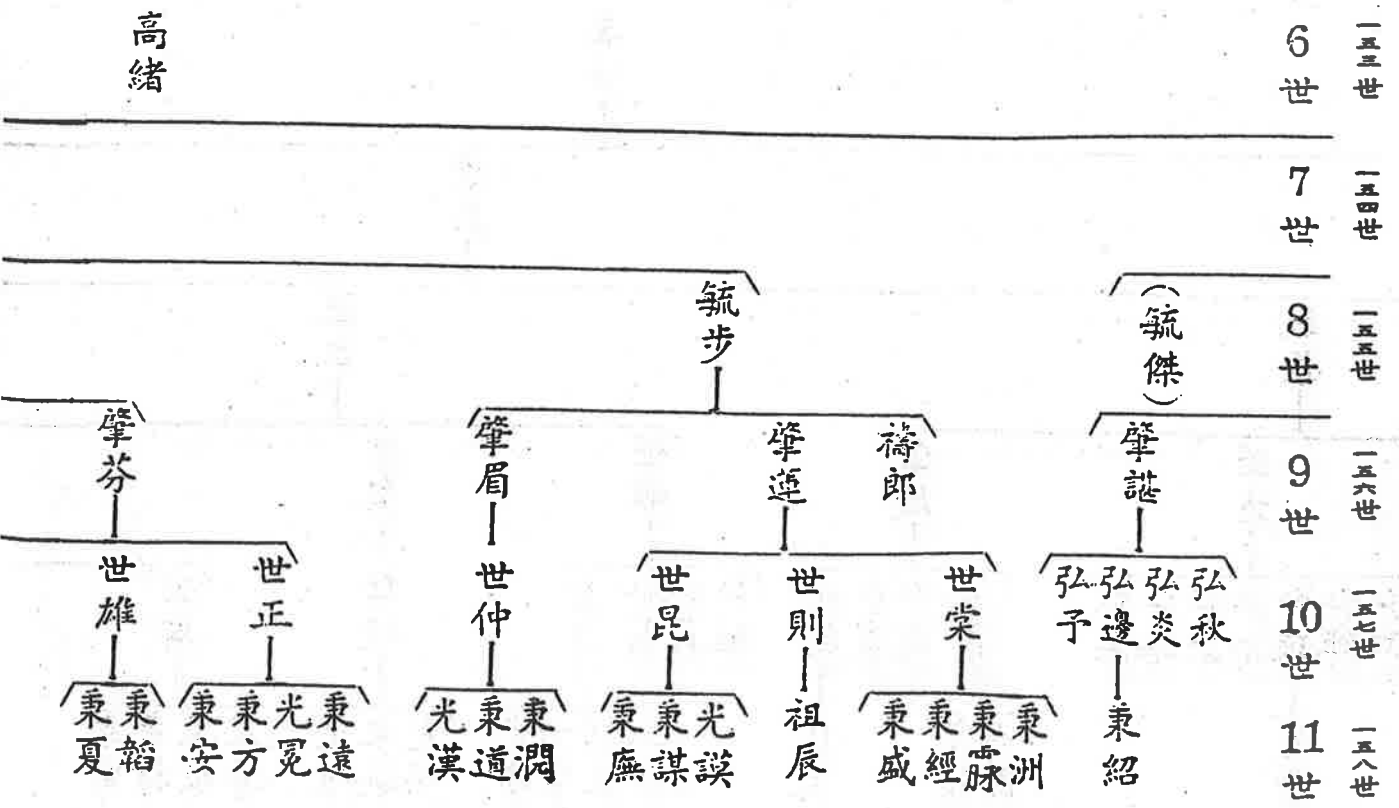 一五三世
6世
高緒
一五四世
7世
一五五世
8世
（毓傑）
毓步
一五六世
9世
肇諶
禱郎
肇蓮
肇眉
肇芬
一五七世
10世
弘秋
弘炎
弘邊
弘予
世棠
世則
世昆
世仲
世正
世雄
一五八世
11世
秉紹
秉洲
秉霢
秉經
秉盛
祖辰
光謨
秉謀
秉廡
秉潤
秉道
光漢
秉遠
光冕
秉方
秉安
秉韜
秉夏